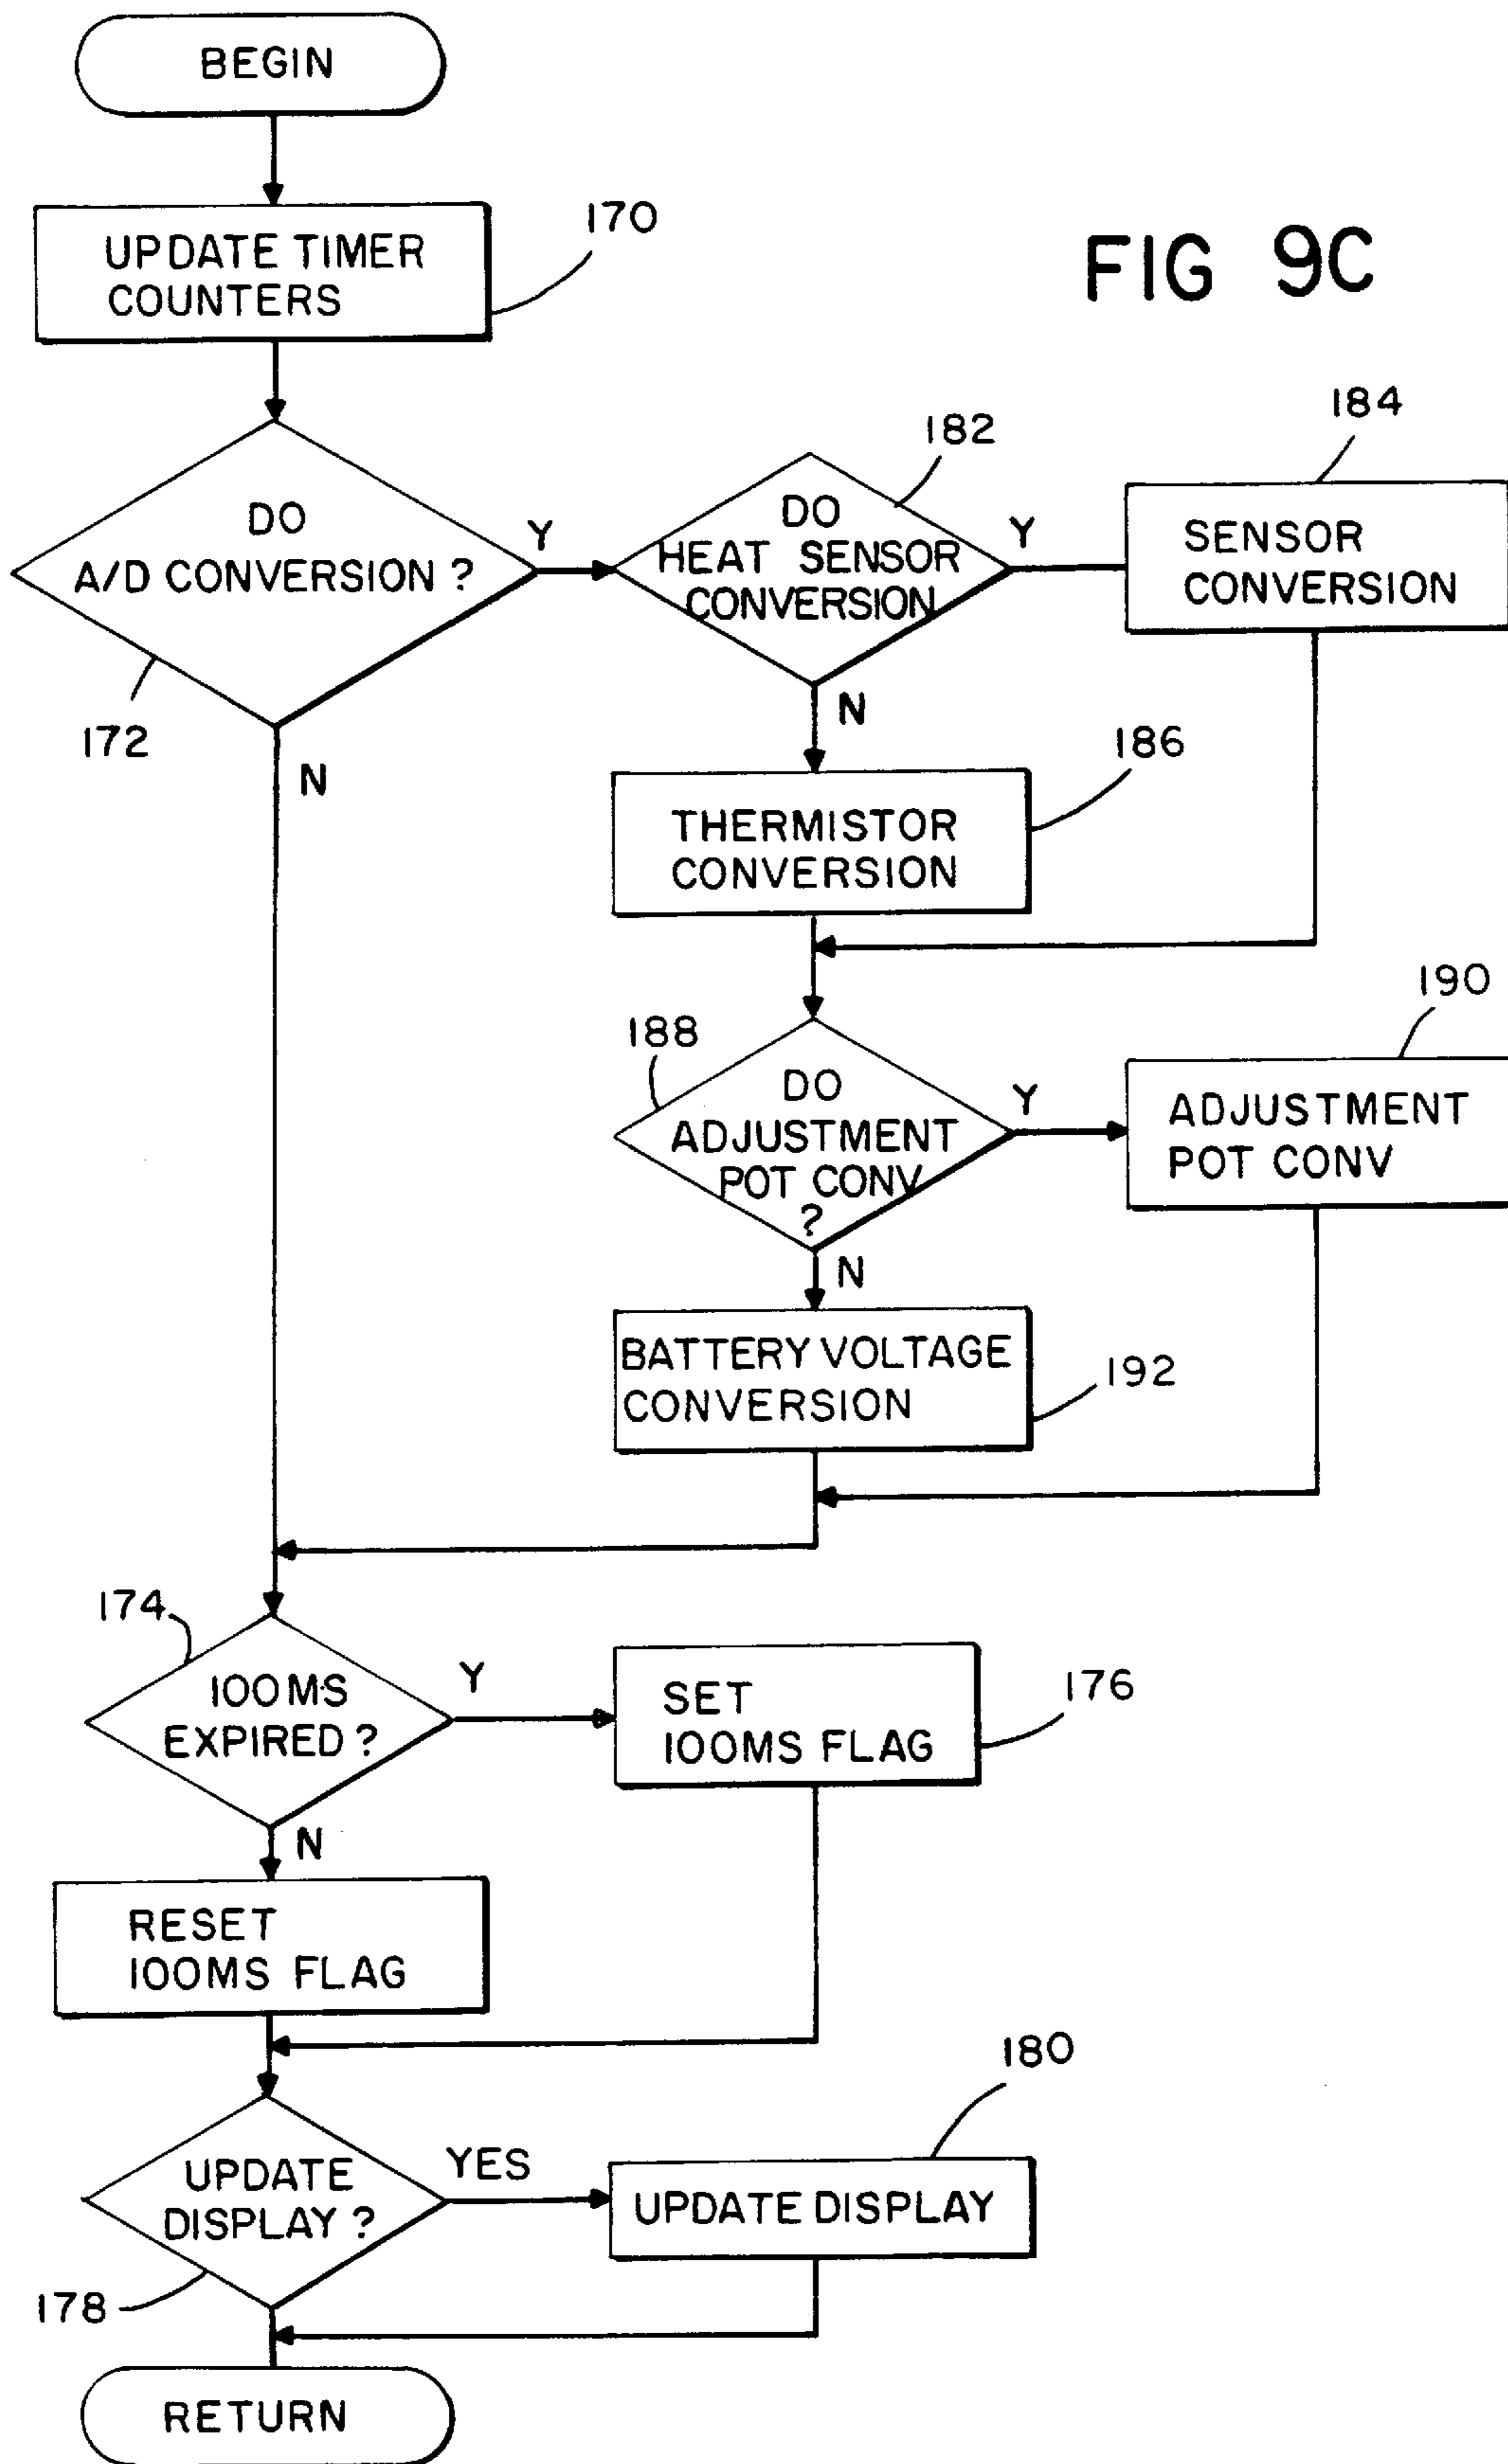 BEGIN
UPDATE TIMER
COUNTERS
170
FIG 9C
DO
A/D CONVERSION ?
172
Y
N
DO
HEAT SENSOR
CONVERSION
182
Y
N
SENSOR
CONVERSION
184
THERMISTOR
CONVERSION
186
188
DO
ADJUSTMENT
POT CONV
?
Y
N
190
ADJUSTMENT
POT CONV
BATTERY VOLTAGE
CONVERSION
192
174
100MS
EXPIRED ?
Y
N
SET
100MS FLAG
176
RESET
100MS FLAG
UPDATE
DISPLAY ?
178
YES
180
UPDATE DISPLAY
RETURN